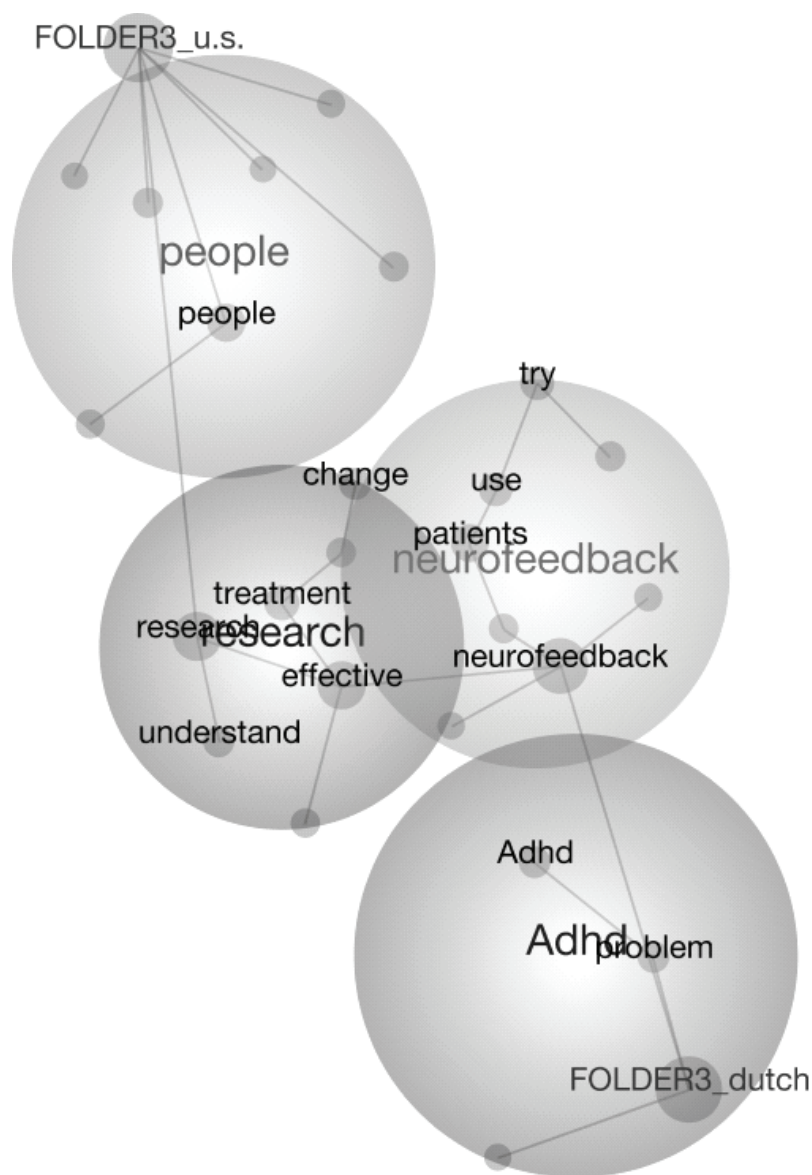 FOLDER3_u.s.
people
people
try
change
use
patients
neurofeedback
treatment
research
research
neurofeedback
effective
understand
Adhd
Adhd
problem
FOLDER3_dutch